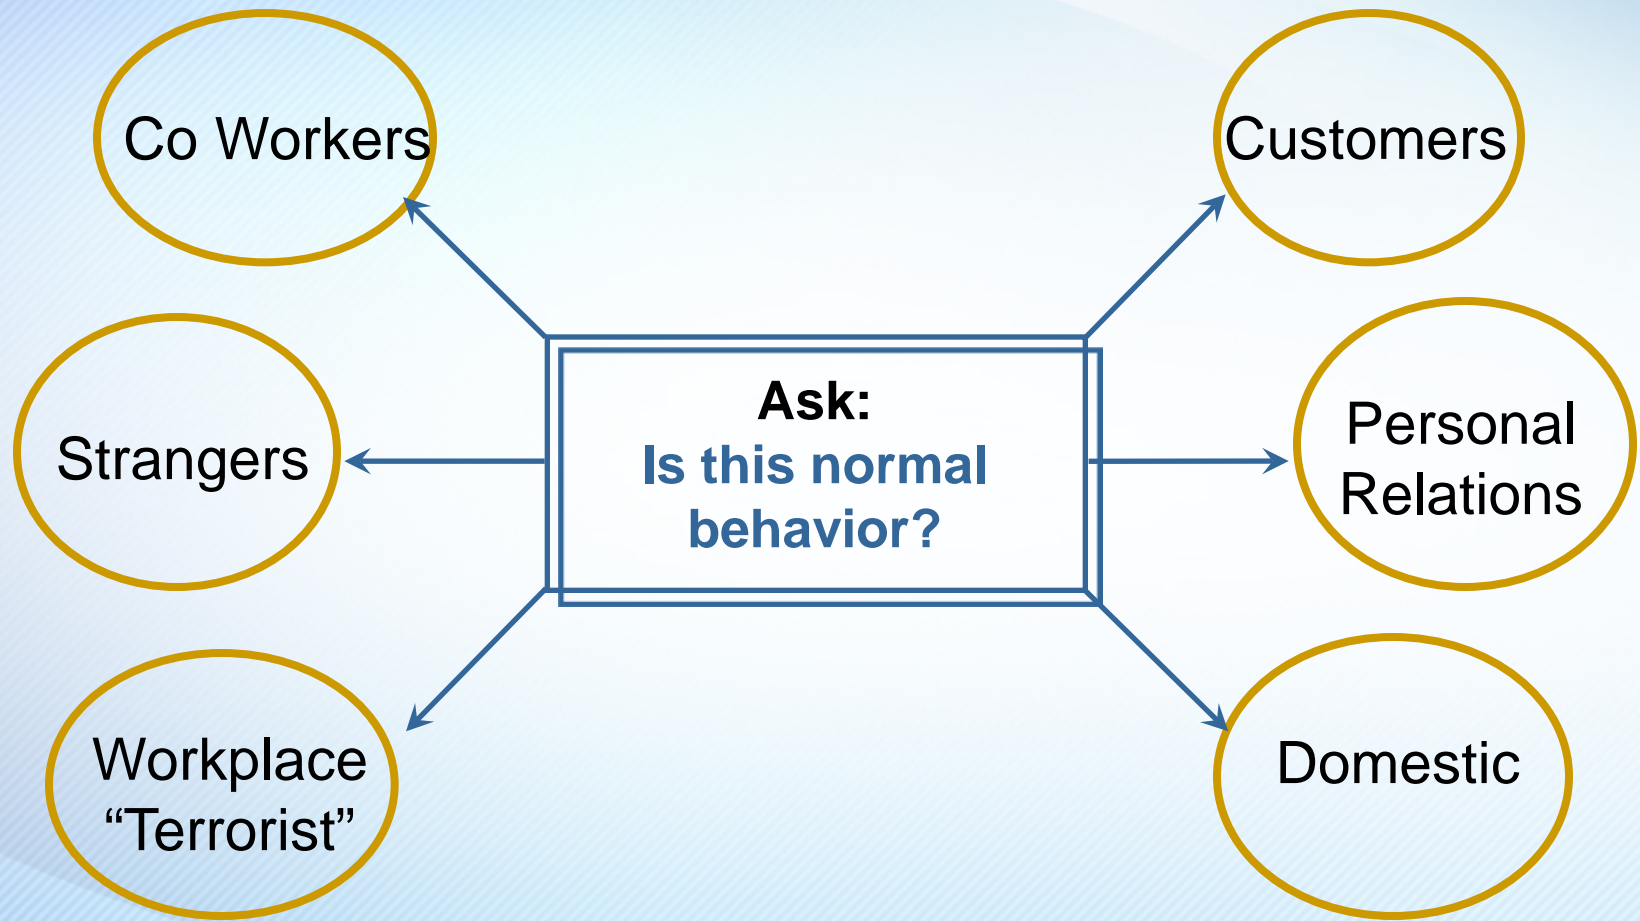 Co Workers
Customers
Ask:
Is this normal
behavior?
Strangers
Personal
Relations
Workplace
“Terrorist”
Domestic